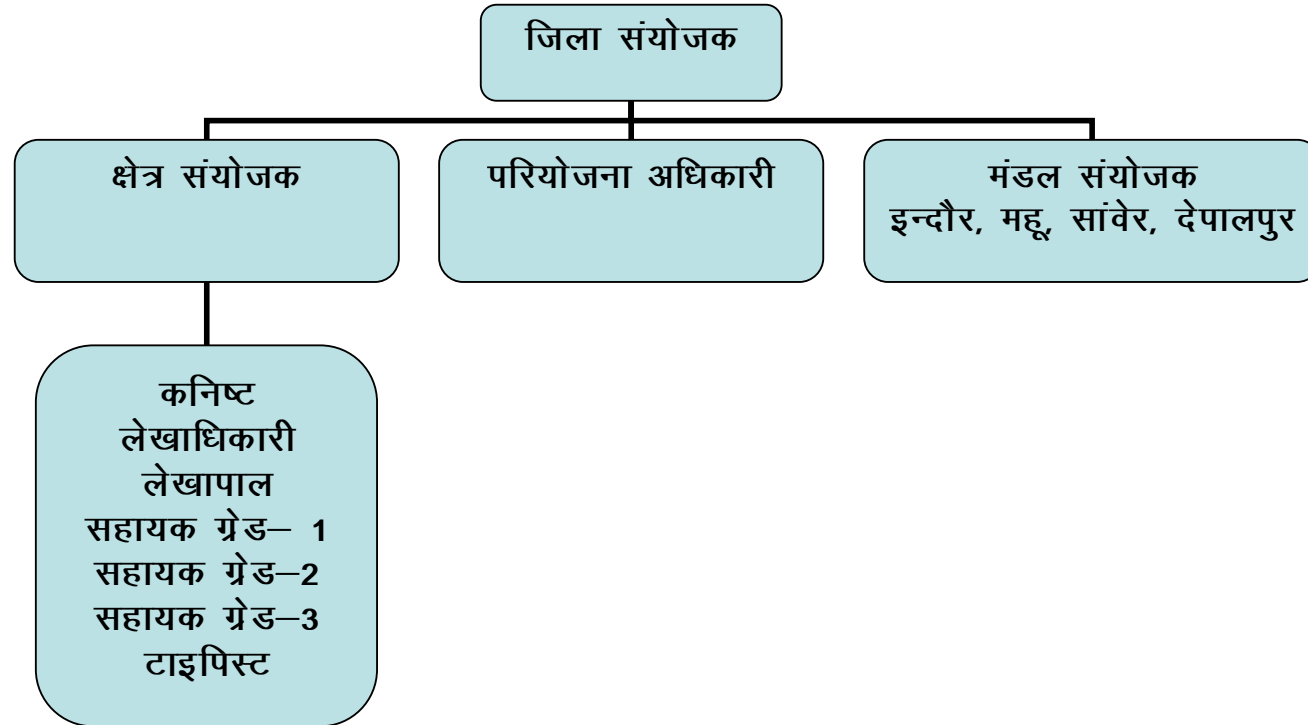 जिला संयोजक
क्षेत्र संयोजक
परियोजना अधिकारी
मंडल संयोजक
इन्दौर, महू, सांवेर, देपालपुर
कनिष्ट
लेखाधिकारी
लेखापाल
सहायक ग्रेड– 1
सहायक ग्रेड–2
सहायक ग्रेड–3
टाइपिस्ट